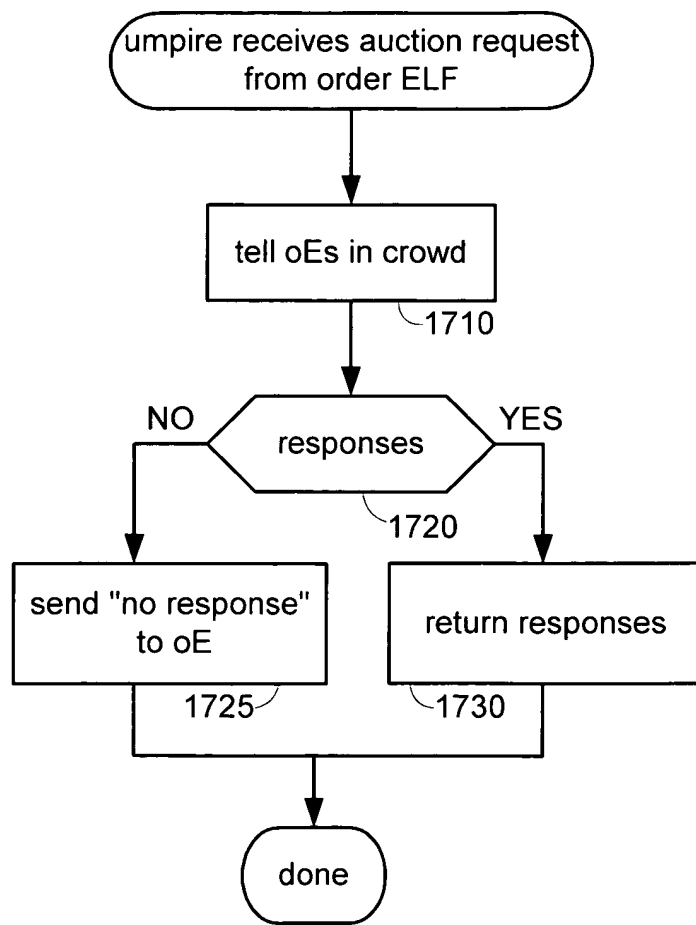 umpire receives auction request
from order ELF
tell oEs in crowd
1710
NO
YES
responses
1720
send "no response"
to oE
return responses
1725
1730
done